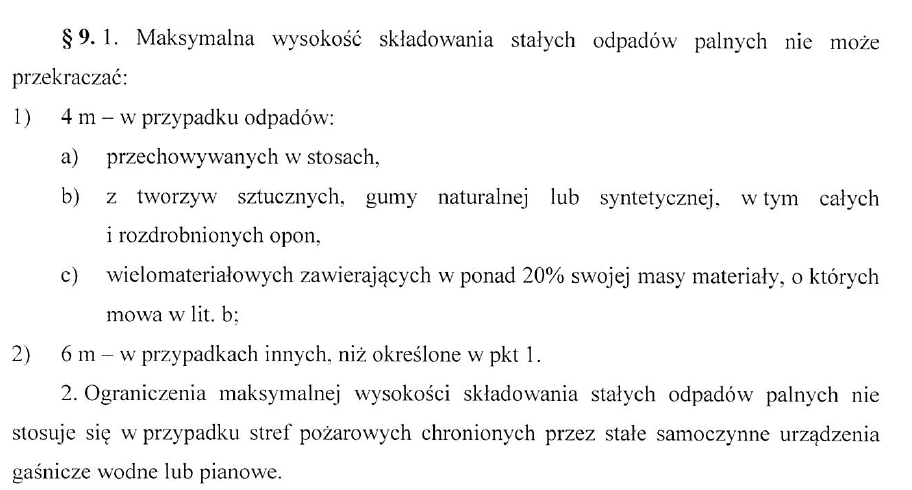 § 9. 1. Maksymalna wysokość składowania stałych odpadów palnych nie może
przekraczać:
1) 4 m – w przypadku odpadów:
a) przechowywanych w stosach,
b) z tworzyw sztucznych, gumy naturalnej lub syntetycznej, w tym całych
i rozdrobnionych opon,
c) wielomateriałowych zawierających w ponad 20% swojej masy materiały, o których
mowa w lit. b;
2) 6 m – w przypadkach innych, niż określone w pkt 1.
2. Ograniczenia maksymalnej wysokości składowania stałych odpadów palnych nie
stosuje się w przypadku stref pożarowych chronionych przez stałe samoczynne urządzenia
gaśnicze wodne lub pianowe.